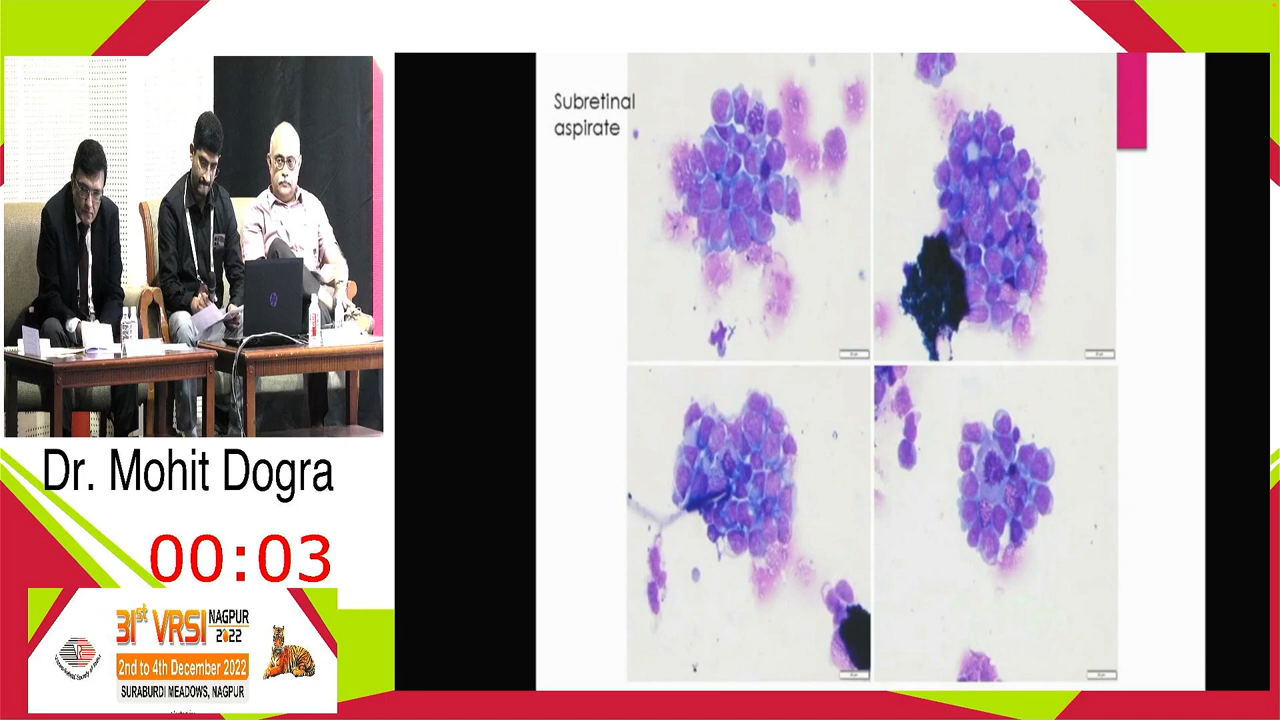 Subretinal
aspirate
Dr. Mohit Dogra
00:03
31st VRSI NAGPUR
2022
2nd to 4th December 2022
SURABURDI MEADOWS, NAGPUR
hp